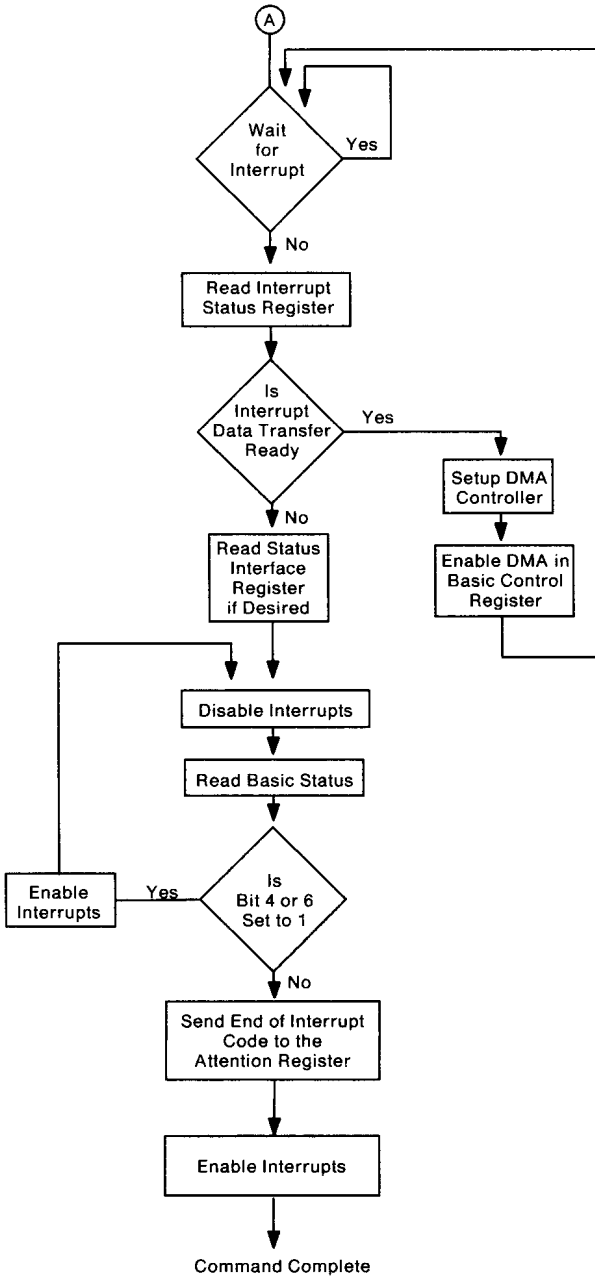 A
Wait
for
Interrupt
Yes
No
Read Interrupt
Status Register
Is
Interrupt
Data Transfer
Ready
Yes
Setup DMA
Controller
Enable DMA in
Basic Control
Register
No
Read Status
Interface
Register
if Desired
Disable Interrupts
Read Basic Status
Is
Bit 4 or 6
Set to 1
Yes
Enable
Interrupts
No
Send End of Interrupt
Code to the
Attention Register
Enable Interrupts
Command Complete